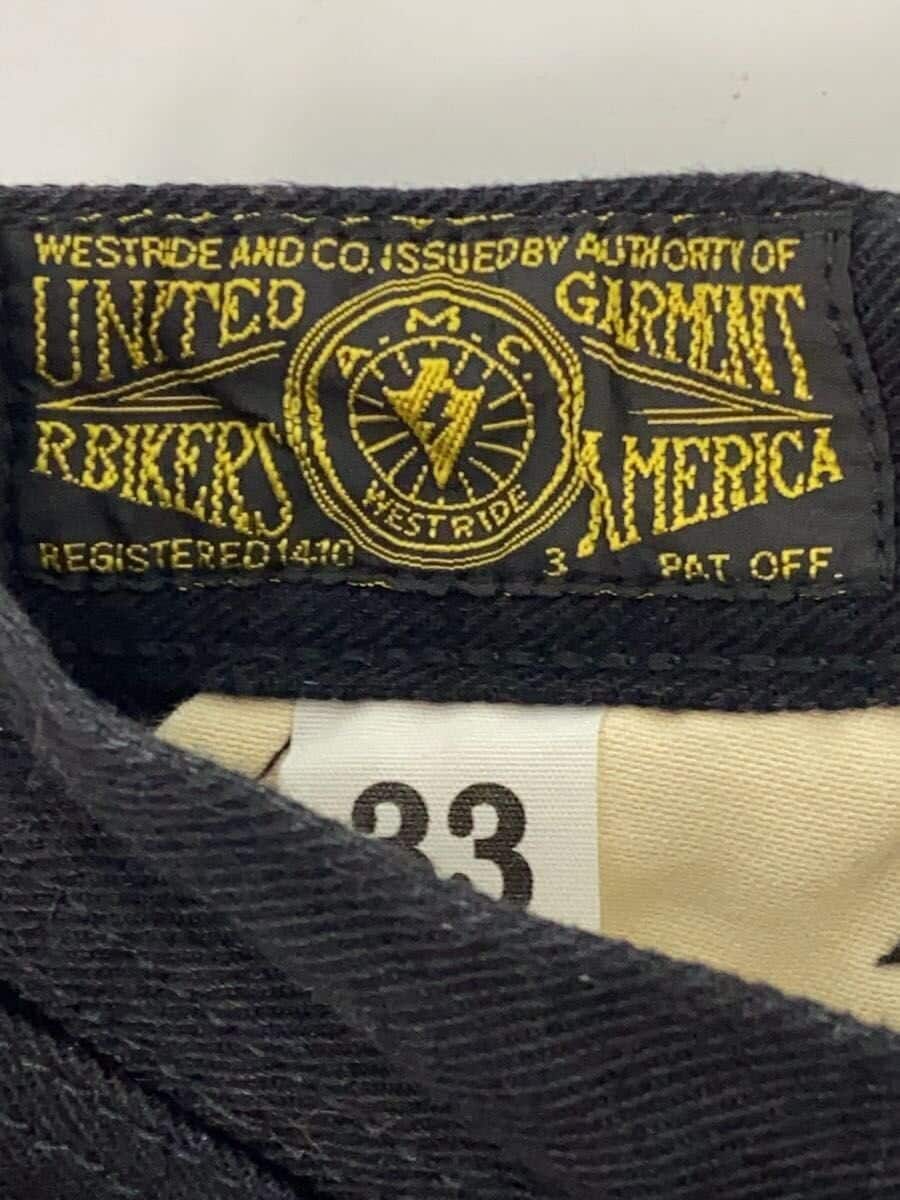 WESTRIDE AND CO. ISSUED BY AUTHORTY OF
UNITED GARMENT
R.BIKERS AMERICA
A.M.C.
WESTRIDE
REGISTERED 1410 3 PAT. OFF.
33